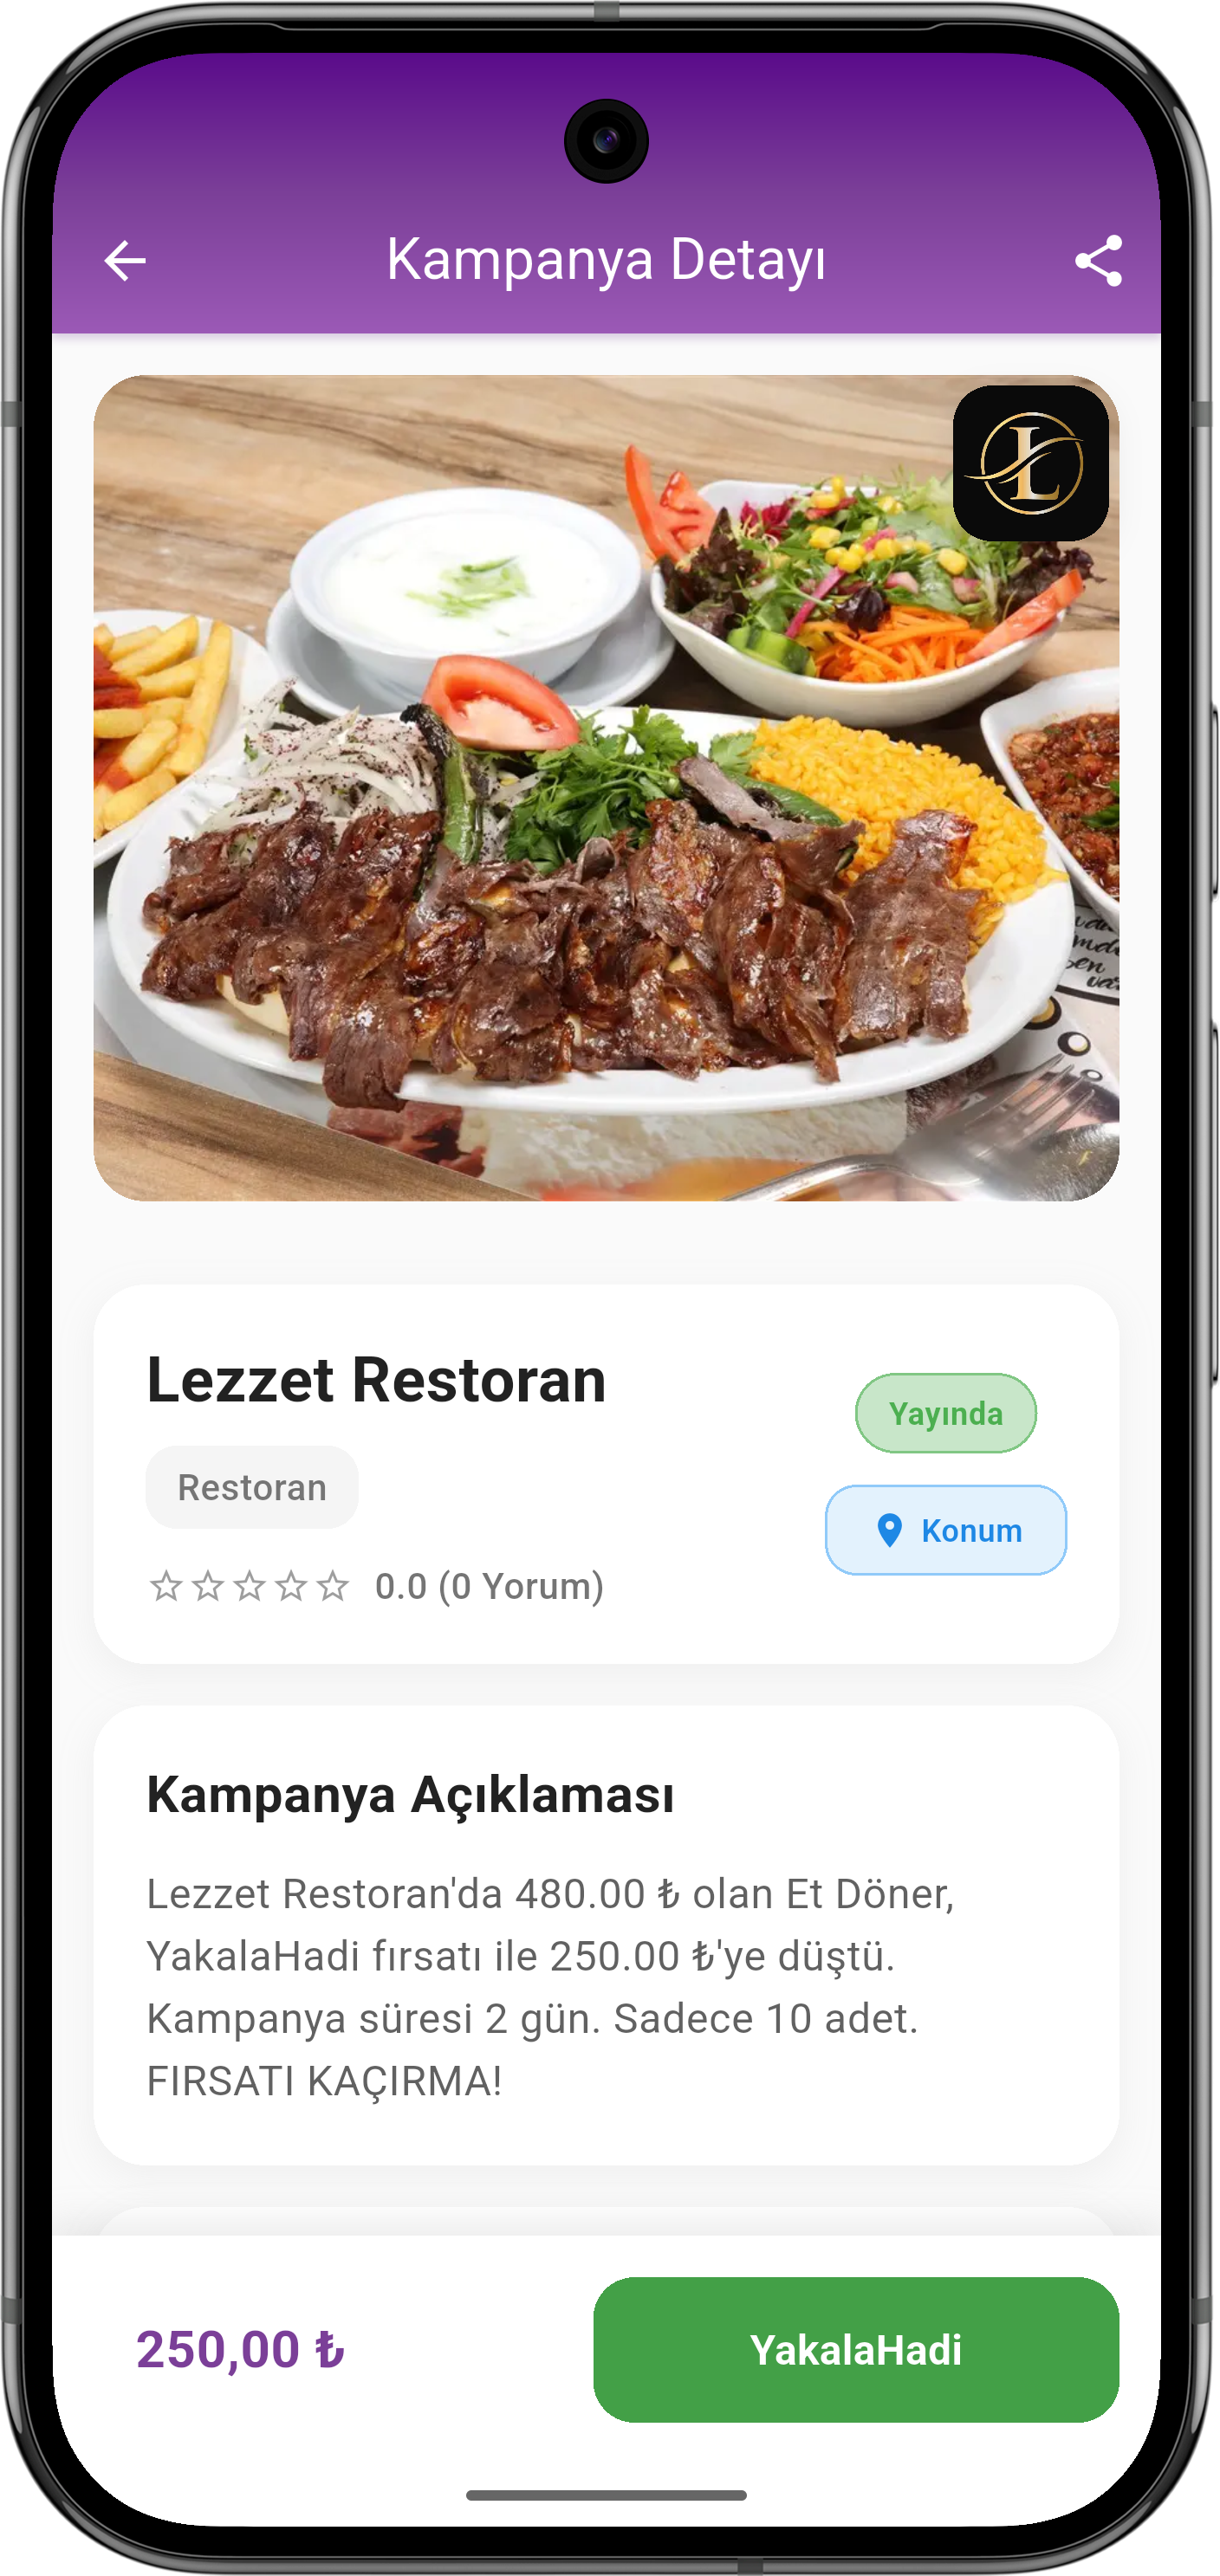 Kampanya Detayı
L
Lezzet Restoran
Yayında
Restoran
Konum
0.0 (0 Yorum)
Kampanya Açıklaması
Lezzet Restoran'da 480.00 ₺ olan Et Döner,
YakalaHadi fırsatı ile 250.00 ₺'ye düştü.
Kampanya süresi 2 gün. Sadece 10 adet.
FIRSATI KAÇIRMA!
250,00 ₺
YakalaHadi